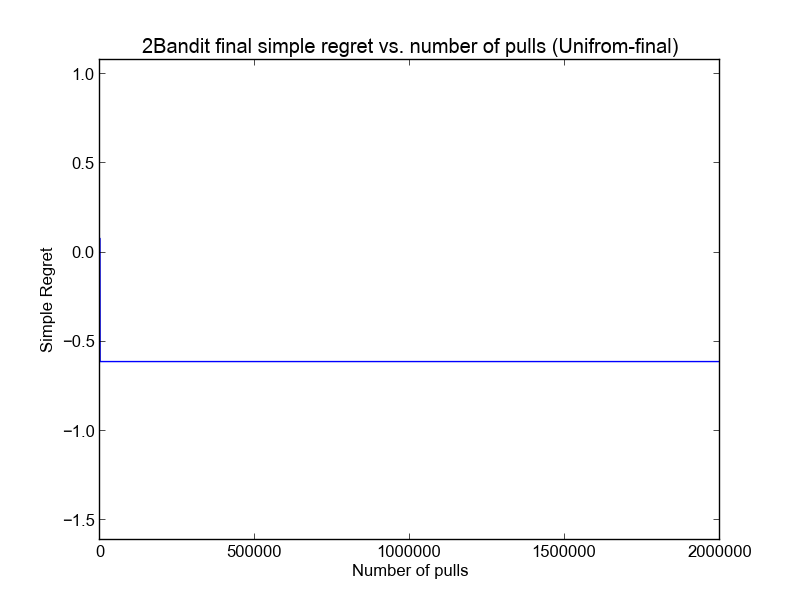 2Bandit final simple regret vs. number of pulls (Unifrom-final)
1.0
0.5
0.0
−0.5
−1.0
−1.5
Simple Regret
0 500000 1000000 1500000 2000000
Number of pulls